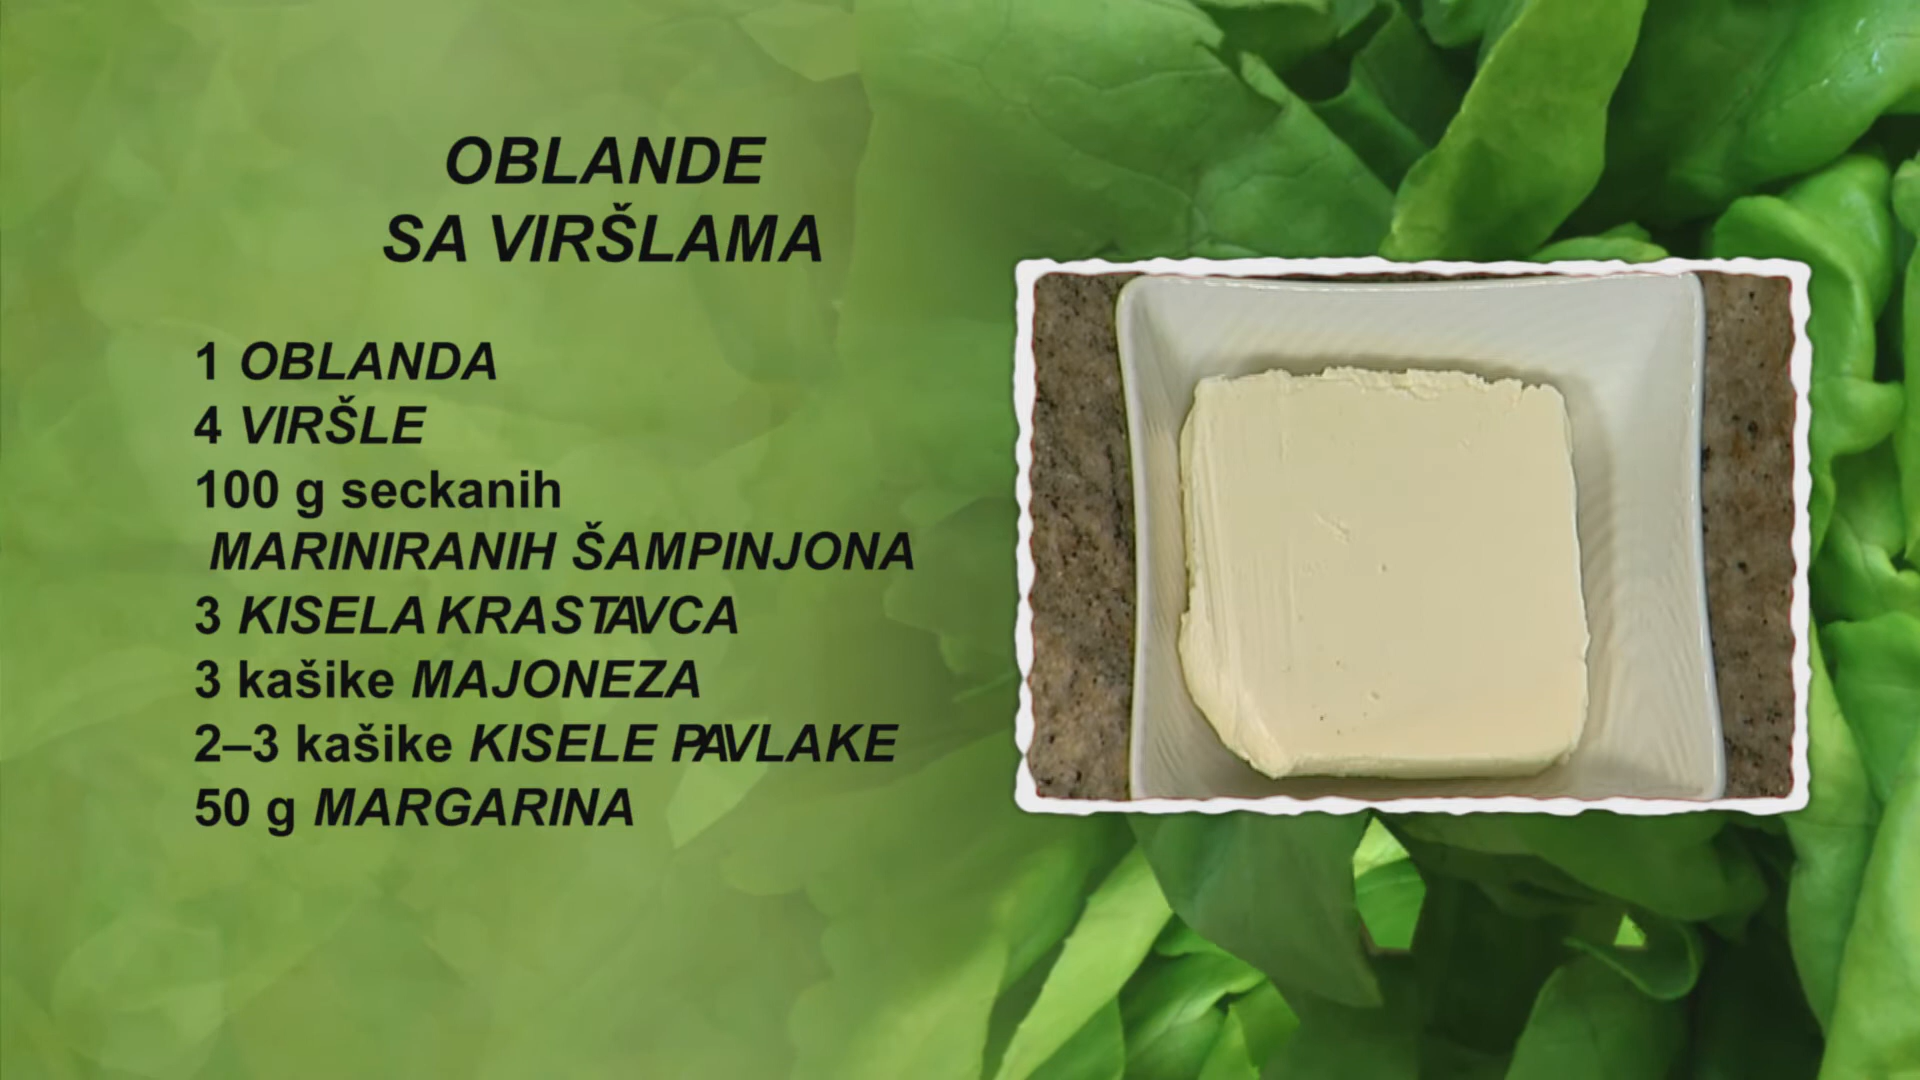 OBLANDE
SA VIRŠLAMA
1 OBLANDA
4 VIRŠLE
100 g seckanih
MARINIRANIH ŠAMPINJONA
3 KISELA KRASTAVCA
3 kašike MAJONEZA
2–3 kašike KISELE PAVLAKE
50 g MARGARINA